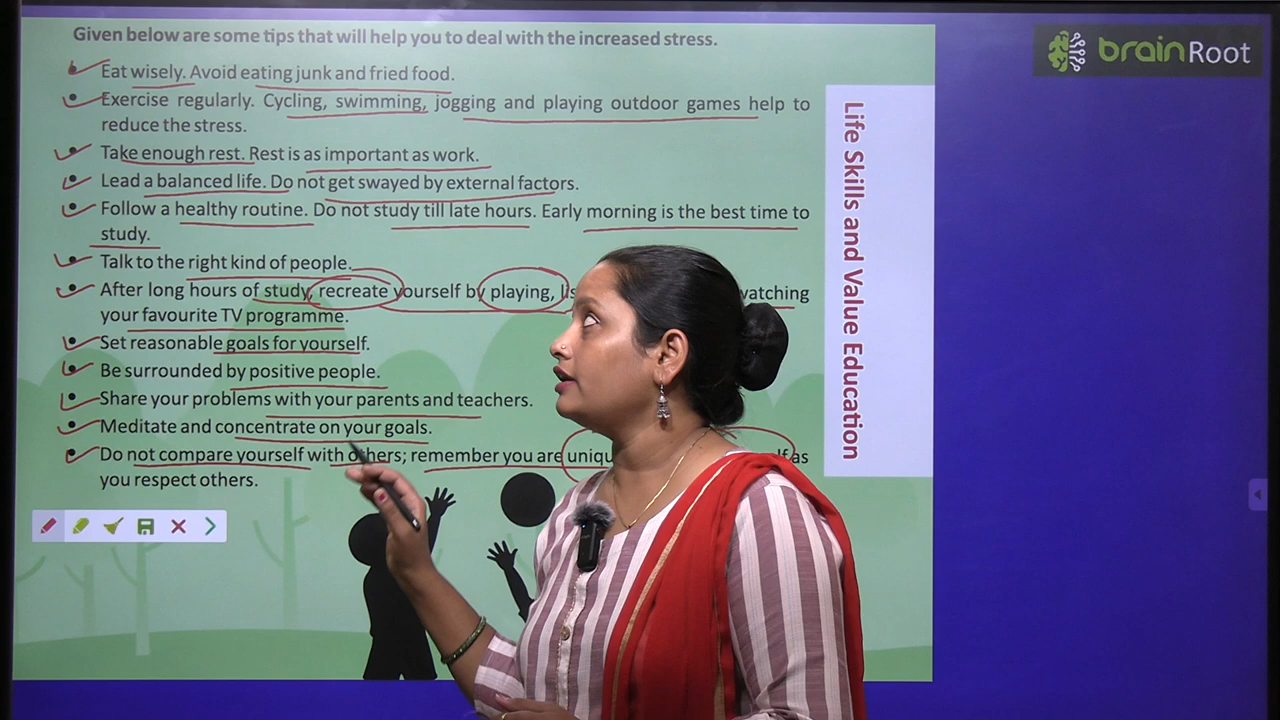 Given below are some tips that will help you to deal with the increased stress.
Eat wisely. Avoid eating junk and fried food.
Exercise regularly. Cycling, swimming, jogging and playing outdoor games help to
reduce the stress.
Take enough rest. Rest is as important as work.
Lead a balanced life. Do not get swayed by external factors.
Follow a healthy routine. Do not study till late hours. Early morning is the best time to
study.
Talk to the right kind of people.
After long hours of study, recreate yourself by playing, watching
your favourite TV programme.
Set reasonable goals for yourself.
Be surrounded by positive people.
Share your problems with your parents and teachers.
Meditate and concentrate on your goals.
Do not compare yourself with others; remember you are as
you respect others.
Life Skills and Value Education
brainRoot